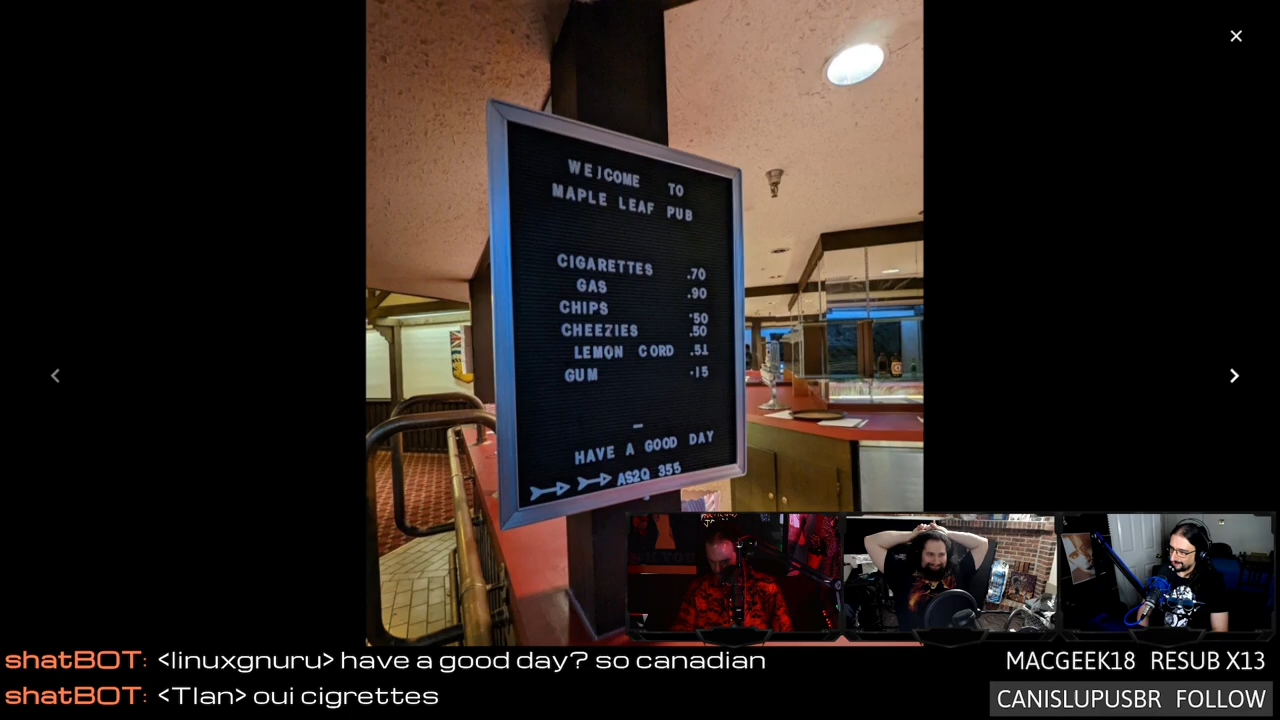 WEJCOME TO
MAPLE LEAF PUB
CIGARETTES .70
GAS .90
CHIPS .50
CHEEZIES .50
LEMON CORD .51
GUM .15
HAVE A GOOD DAY
AS2Q 355
shatBOT: <linuxgnuru> have a good day? so canadian
shatBOT: <Tlan> oui cigrettes
MACGEEK18 RESUB X13
CANISLUPUSBR FOLLOW